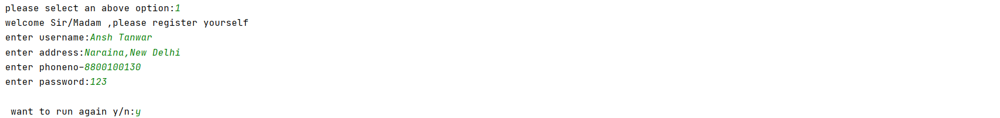 please select an above option:1
welcome Sir/Madam ,please register yourself
enter username:Ansh Tanwar
enter address:Naraina,New Delhi
enter phoneno-8800100130
enter password:123
want to run again y/n:y